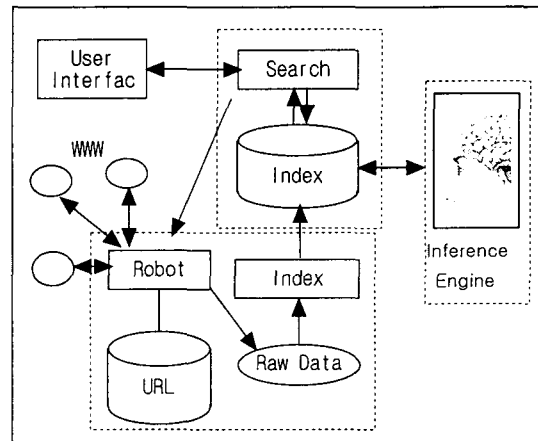 User
Interfac
Search
WWW
Index
Inference
Engine
Robot
Index
URL
Raw Data